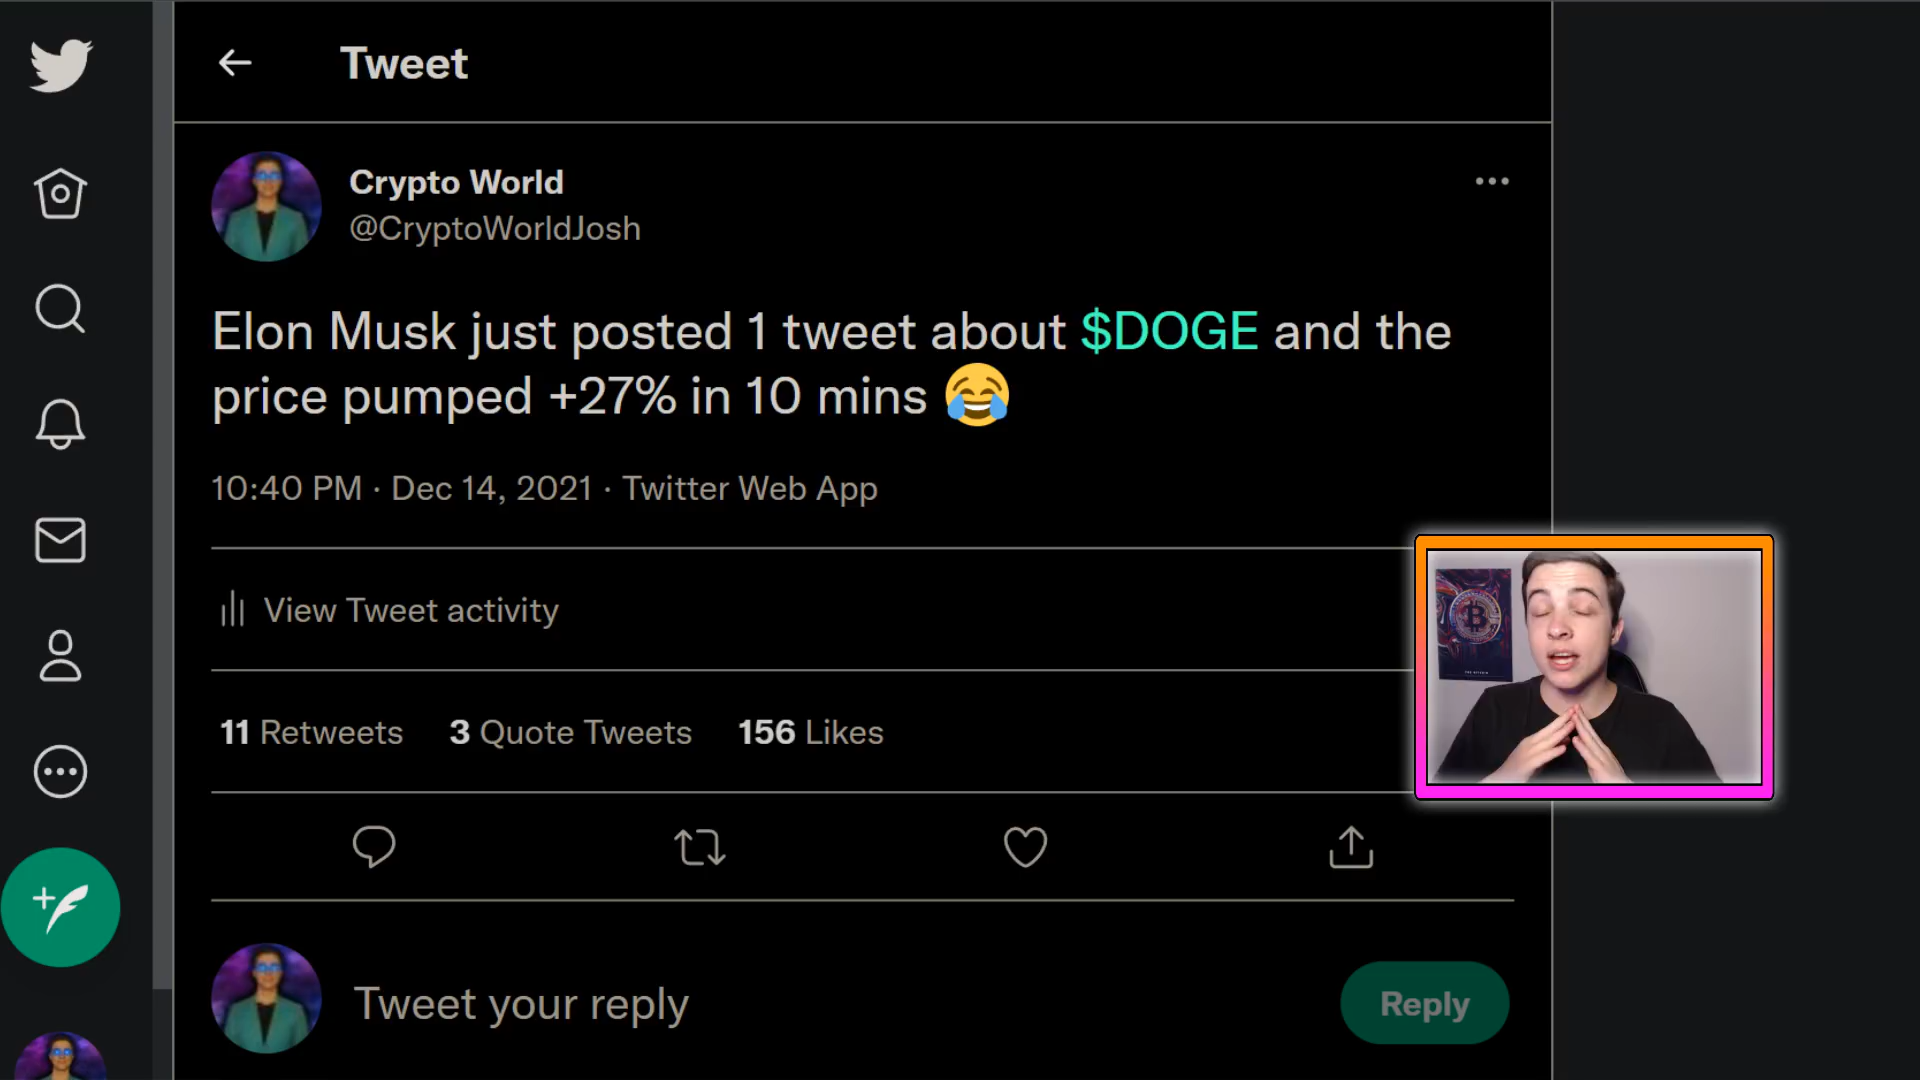 Tweet
Crypto World
@CryptoWorldJosh
Elon Musk just posted 1 tweet about $DOGE and the
price pumped +27% in 10 mins 😂
10:40 PM · Dec 14, 2021 · Twitter Web App
View Tweet activity
11 Retweets 3 Quote Tweets 156 Likes
Tweet your reply
Reply